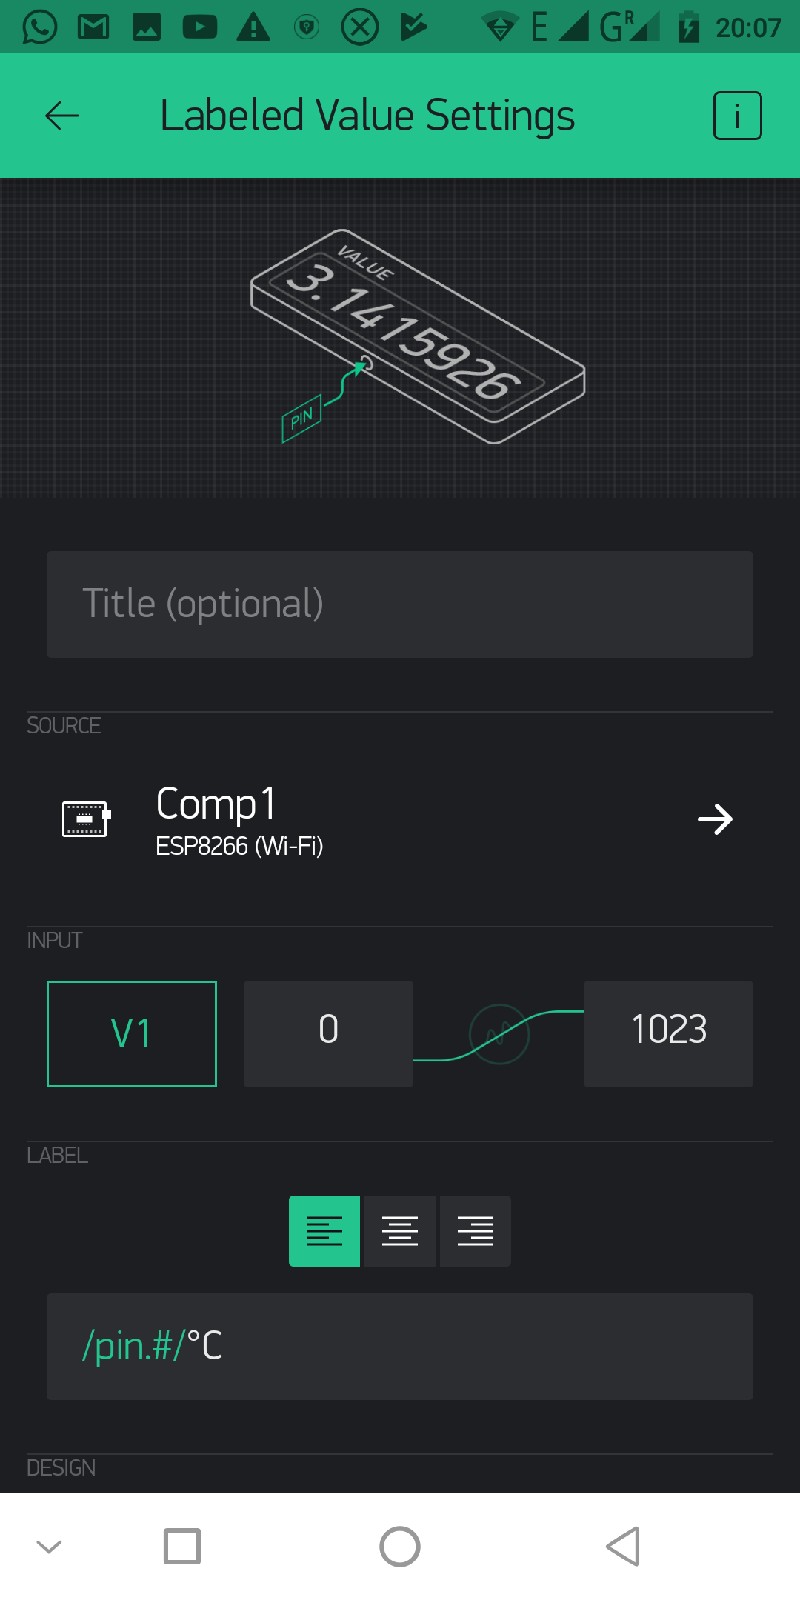 E G R 20:07
Labeled Value Settings i
VALUE
3.1415926
PIN
Title (optional)
SOURCE
Comp1
ESP8266 (Wi-Fi)
INPUT
V1 0 1023
LABEL
/pin.#/°C
DESIGN